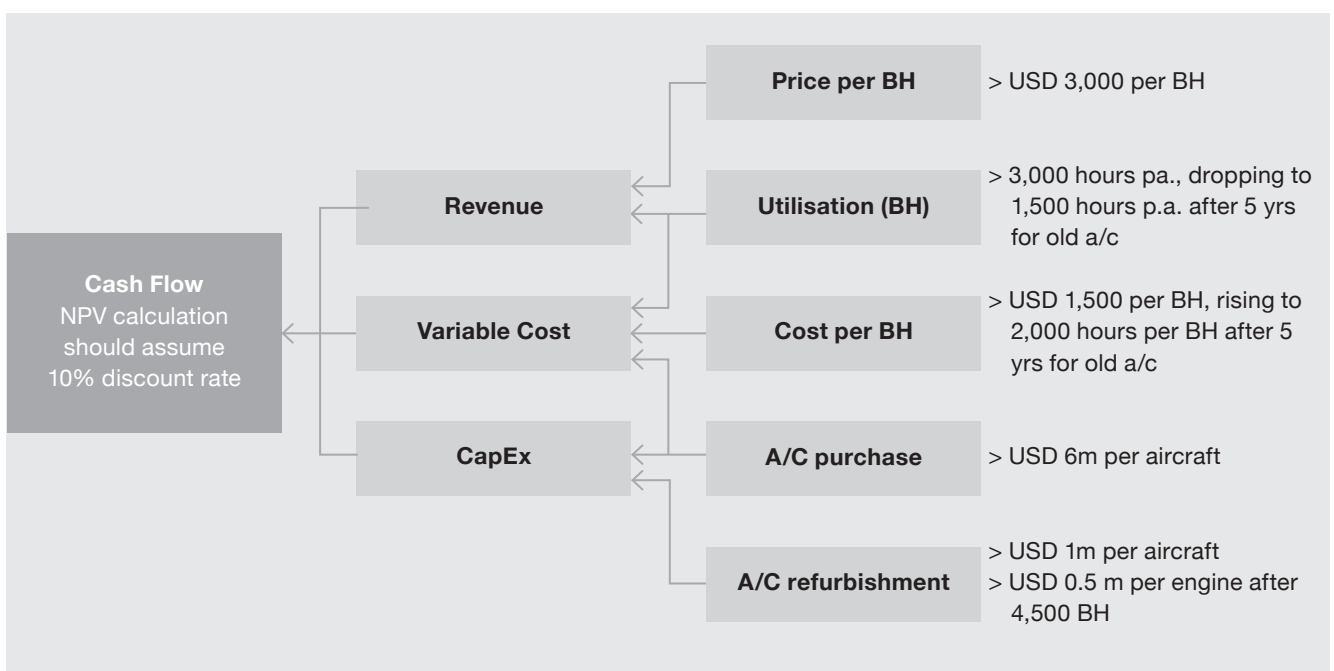 Cash Flow
NPV calculation
should assume
10% discount rate
Revenue
Variable Cost
CapEx
Price per BH
> USD 3,000 per BH
Utilisation (BH)
> 3,000 hours pa., dropping to
1,500 hours p.a. after 5 yrs
for old a/c
Cost per BH
> USD 1,500 per BH, rising to
2,000 hours per BH after 5
yrs for old a/c
A/C purchase
> USD 6m per aircraft
A/C refurbishment
> USD 1m per aircraft
> USD 0.5 m per engine after
4,500 BH